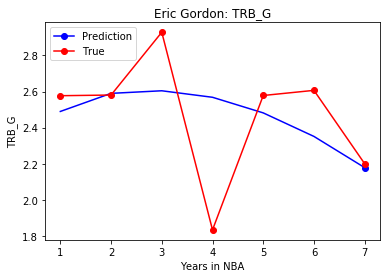 Eric Gordon: TRB_G
Prediction
True
2.8
2.6
2.4
2.2
2.0
1.8
TRB_G
1 2 3 4 5 6 7
Years in NBA